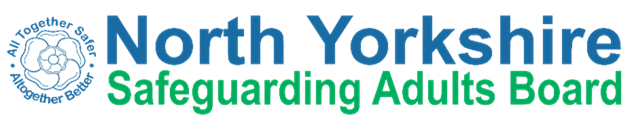 All Together Safer
Altogether Better
North Yorkshire
Safeguarding Adults Board